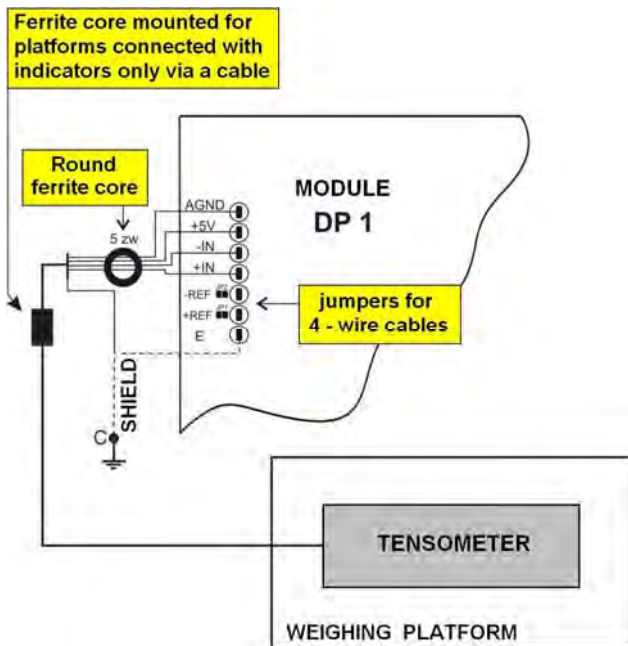 Ferrite core mounted for
platforms connected with
indicators only via a cable
Round
ferrite core
5 zw
MODULE
DP 1
AGND
+5V
-IN
+IN
-REF
+REF
E
jumpers for
4 - wire cables
SHIELD
C
TENSOMETER
WEIGHING PLATFORM